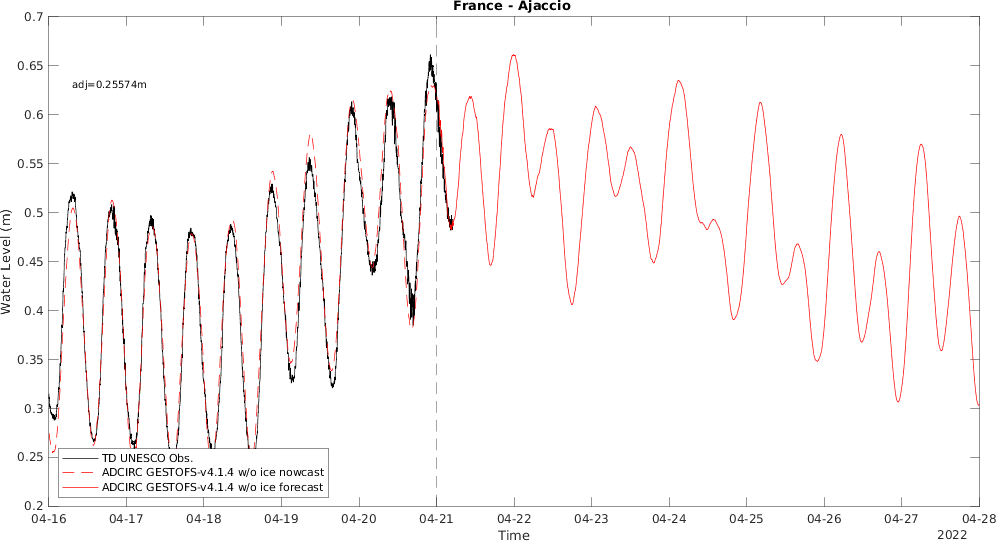 France - Ajaccio
0.7
0.65
0.6
0.55
0.5
0.45
0.4
0.35
0.3
0.25
0.2
Water Level (m)
adj=0.25574m
TD UNESCO Obs.
ADCIRC GESTOFS-v4.1.4 w/o ice nowcast
ADCIRC GESTOFS-v4.1.4 w/o ice forecast
04-16 04-17 04-18 04-19 04-20 04-21 04-22 04-23 04-24 04-25 04-26 04-27 04-28
Time
2022